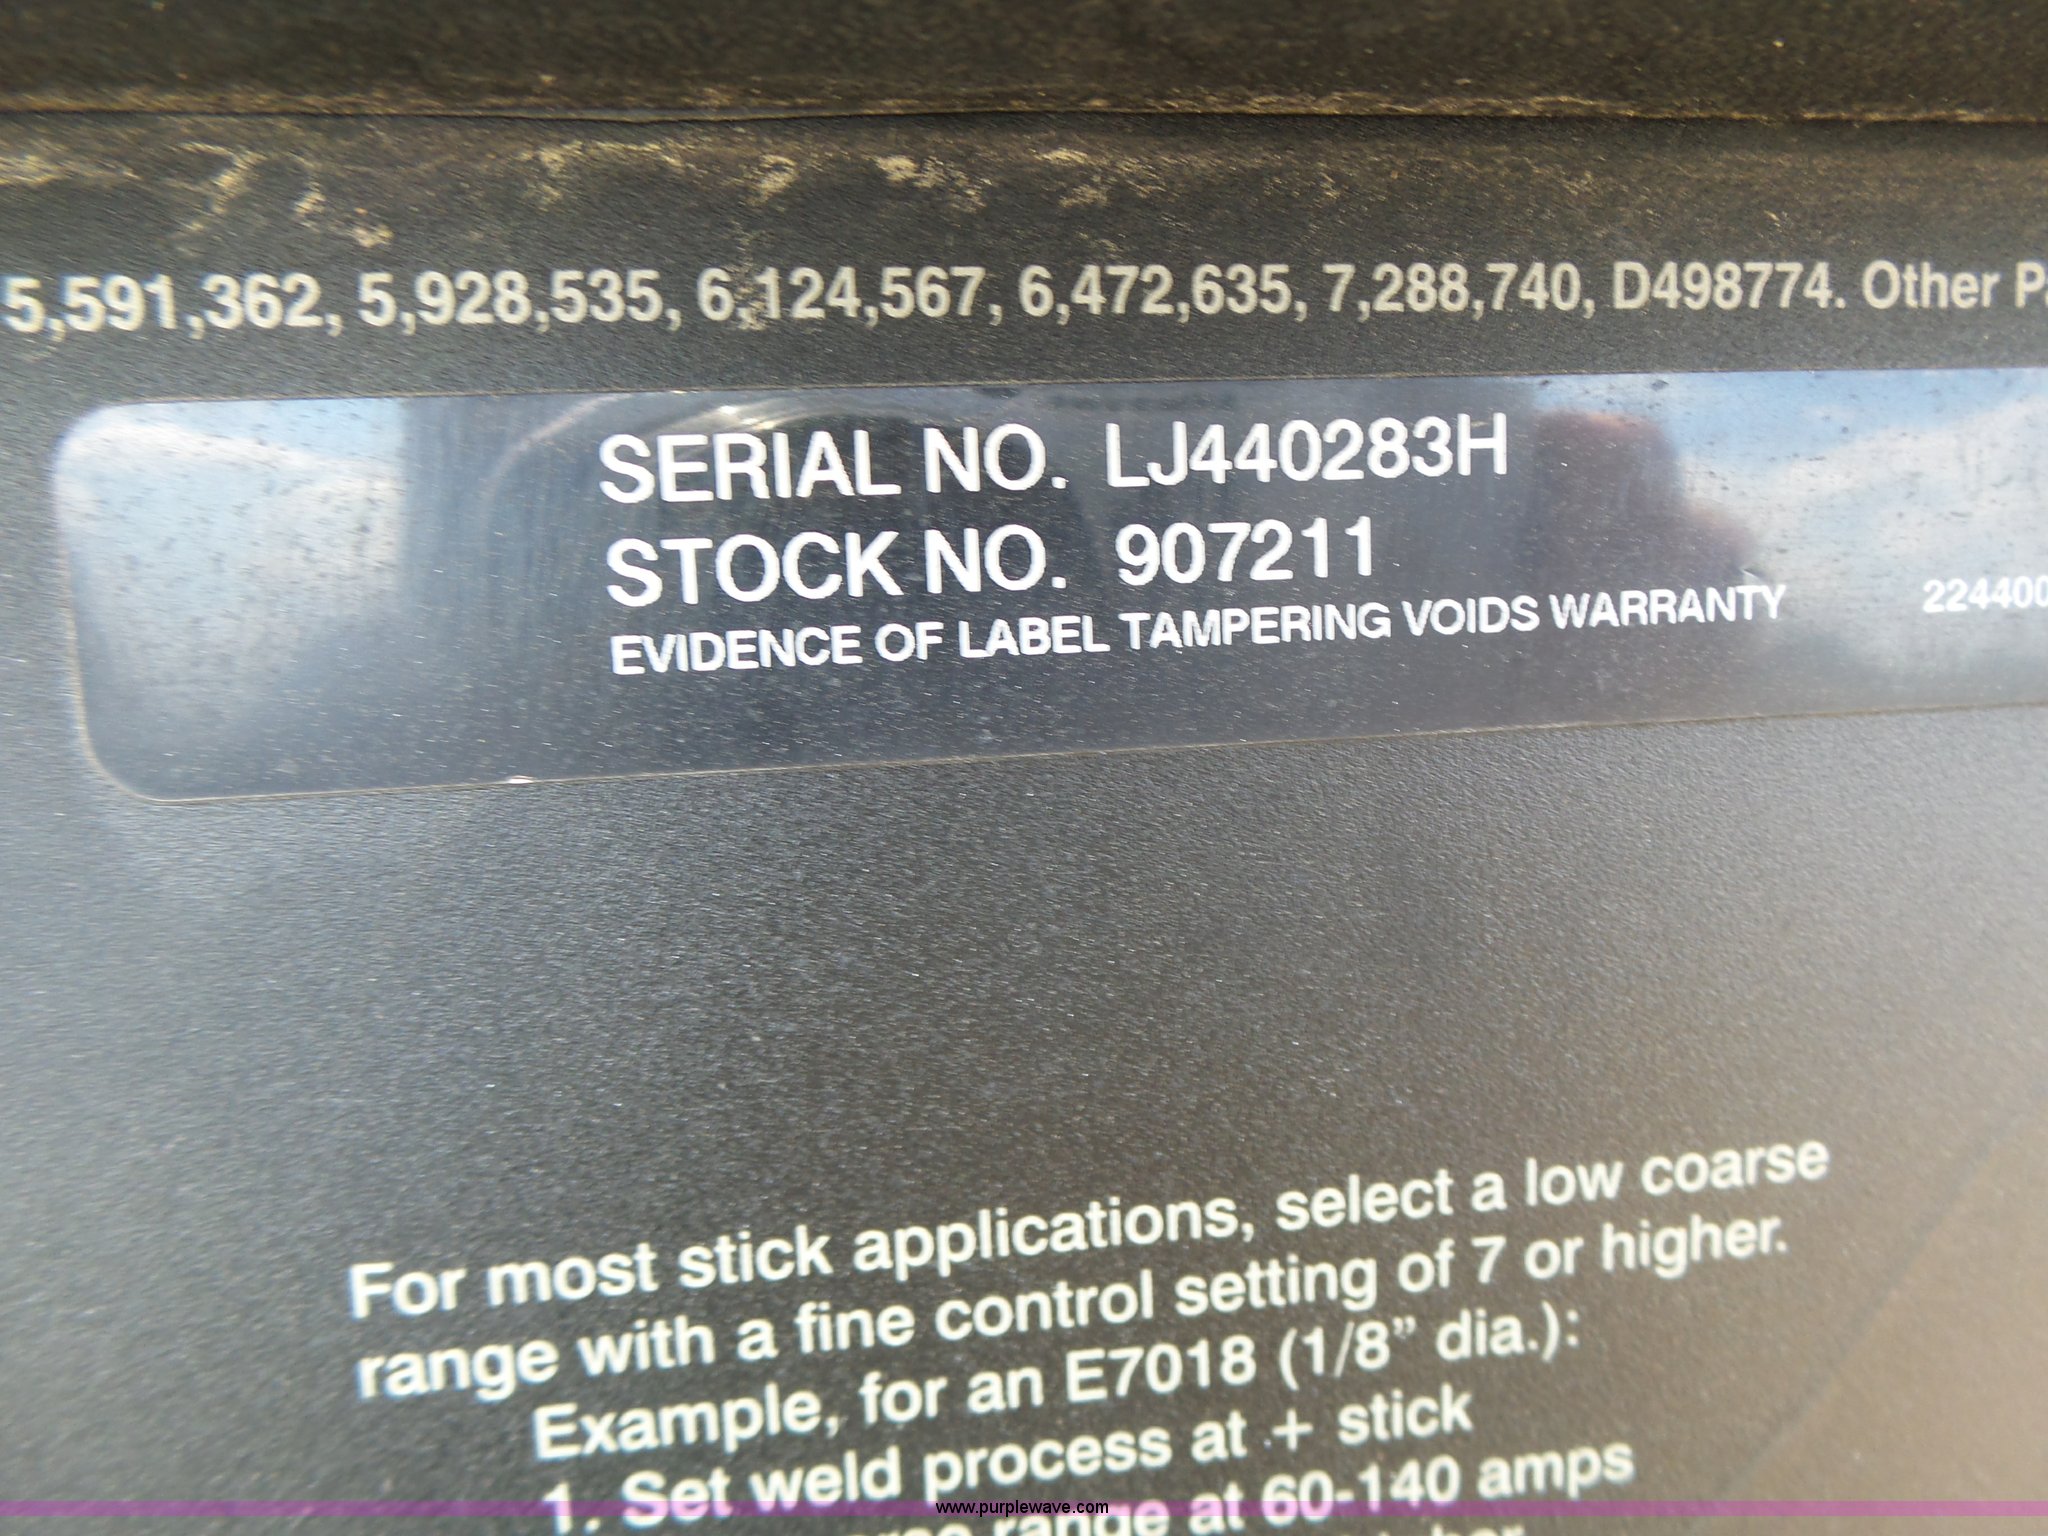 5,591,362, 5,928,535, 6,124,567, 6,472,635, 7,288,740, D498774. Other
SERIAL NO. LJ440283H
STOCK NO. 907211
EVIDENCE OF LABEL TAMPERING VOIDS WARRANTY
224400
For most stick applications, select a low coarse
range with a fine control setting of 7 or higher.
Example, for an E7018 (1/8” dia.):
1. Set weld process at + stick
range at 60-140 amps
www.purplewave.com